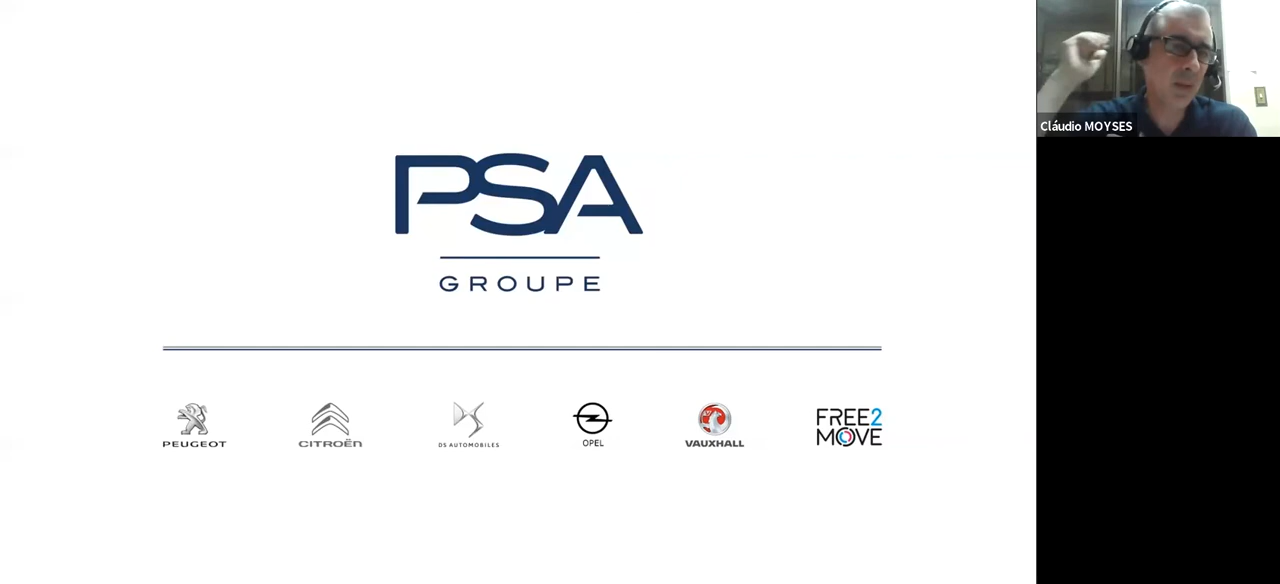 Cláudio MOYSES
PSA
GROUPE
PEUGEOT
CITROËN
DS AUTOMOBILES
OPEL
VAUXHALL
FREE2
MOVE